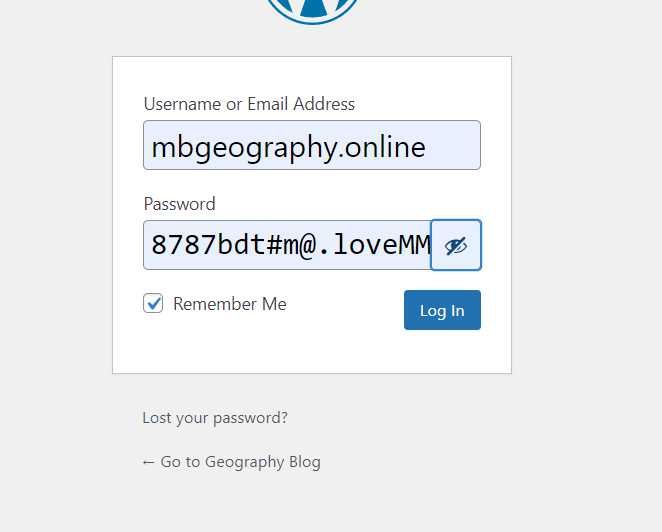 Username or Email Address
mbgeography.online
Password
8787bdt#m@.loveMM
Remember Me
Log In
Lost your password?
← Go to Geography Blog